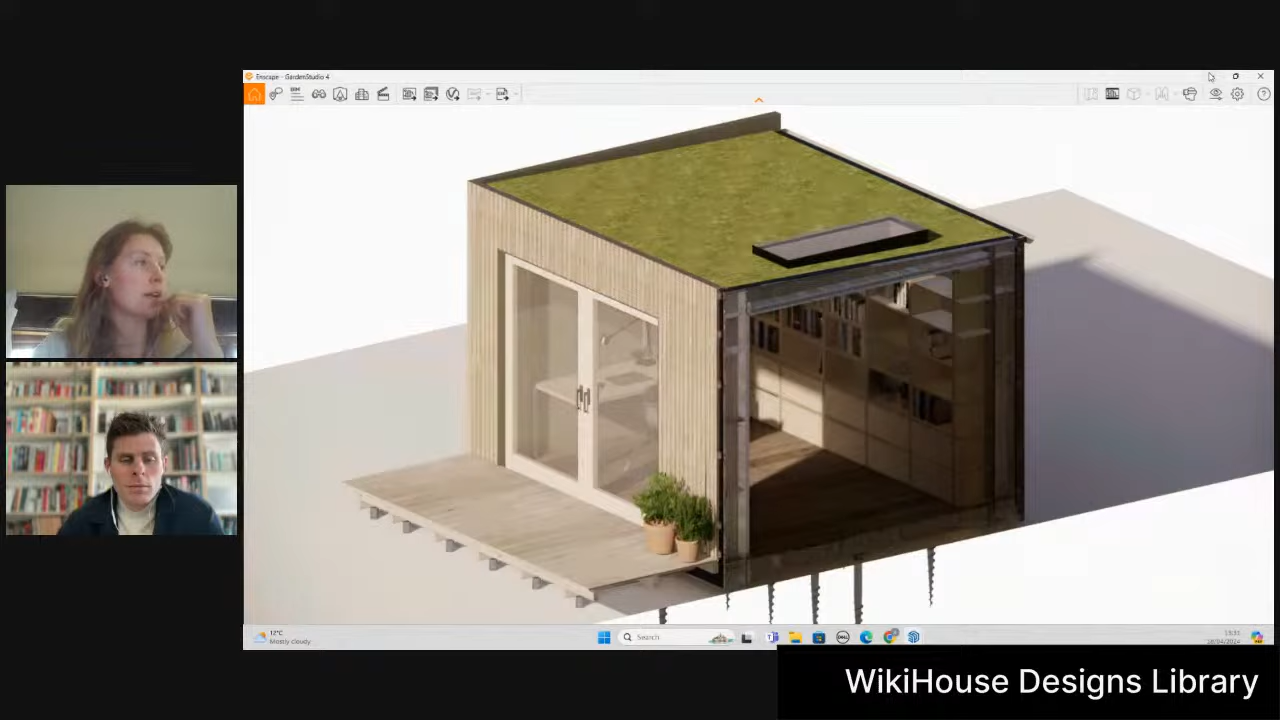 Enscape - GardenStudio 4
12°C
Mostly cloudy
Search
WikiHouse Designs Library